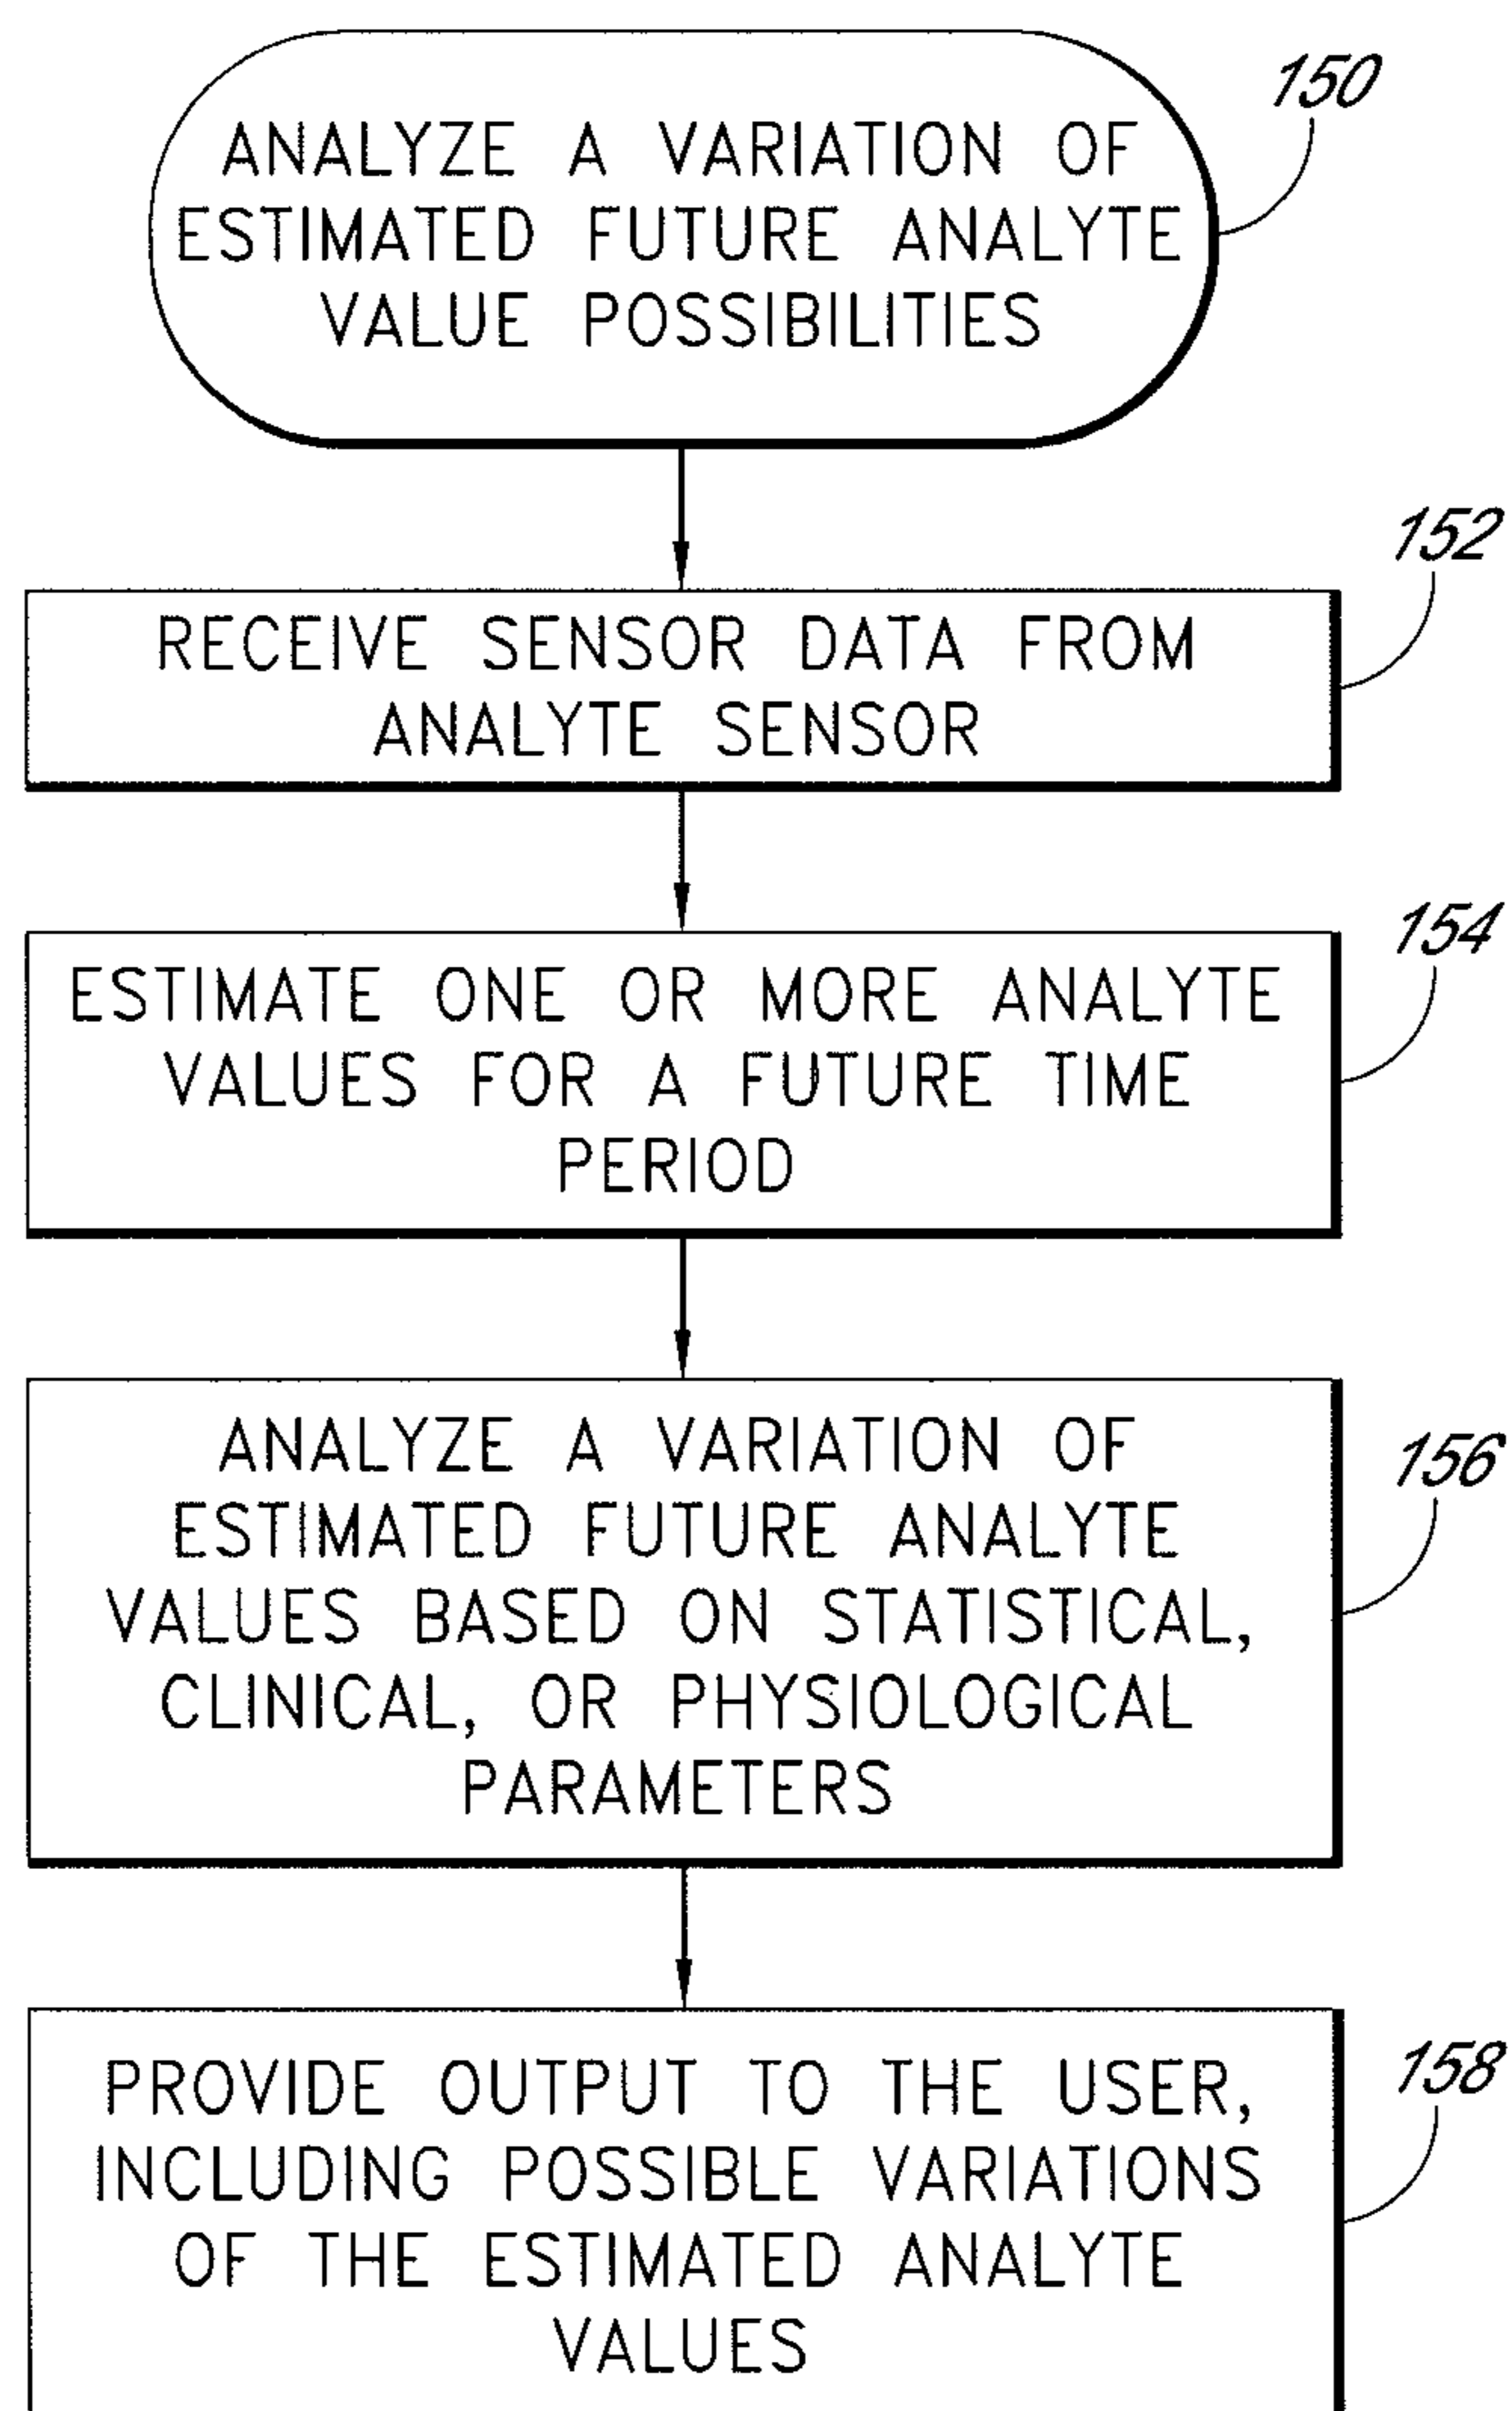 150
ANALYZE A VARIATION OF
ESTIMATED FUTURE ANALYTE
VALUE POSSIBILITIES
152
RECEIVE SENSOR DATA FROM
ANALYTE SENSOR
154
ESTIMATE ONE OR MORE ANALYTE
VALUES FOR A FUTURE TIME
PERIOD
156
ANALYZE A VARIATION OF
ESTIMATED FUTURE ANALYTE
VALUES BASED ON STATISTICAL,
CLINICAL, OR PHYSIOLOGICAL
PARAMETERS
158
PROVIDE OUTPUT TO THE USER,
INCLUDING POSSIBLE VARIATIONS
OF THE ESTIMATED ANALYTE
VALUES